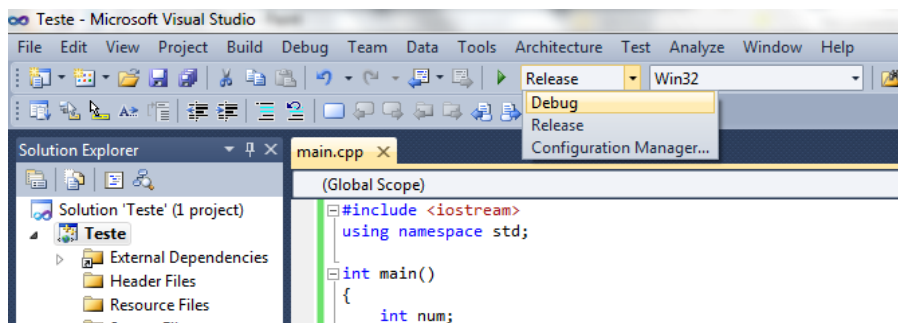 Teste - Microsoft Visual Studio
File Edit View Project Build Debug Team Data Tools Architecture Test Analyze Window Help
Release Win32
Debug
Release
Configuration Manager...
Solution Explorer
main.cpp
(Global Scope)
Solution 'Teste' (1 project)
Teste
External Dependencies
Header Files
Resource Files
#include <iostream>
using namespace std;
int main()
{
int num;